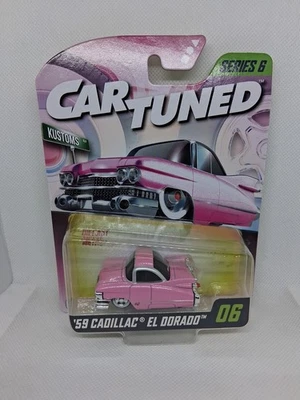 SERIES 6
CAR TUNED
KUSTOMS
'59 CADILLAC® EL DORADO™
06